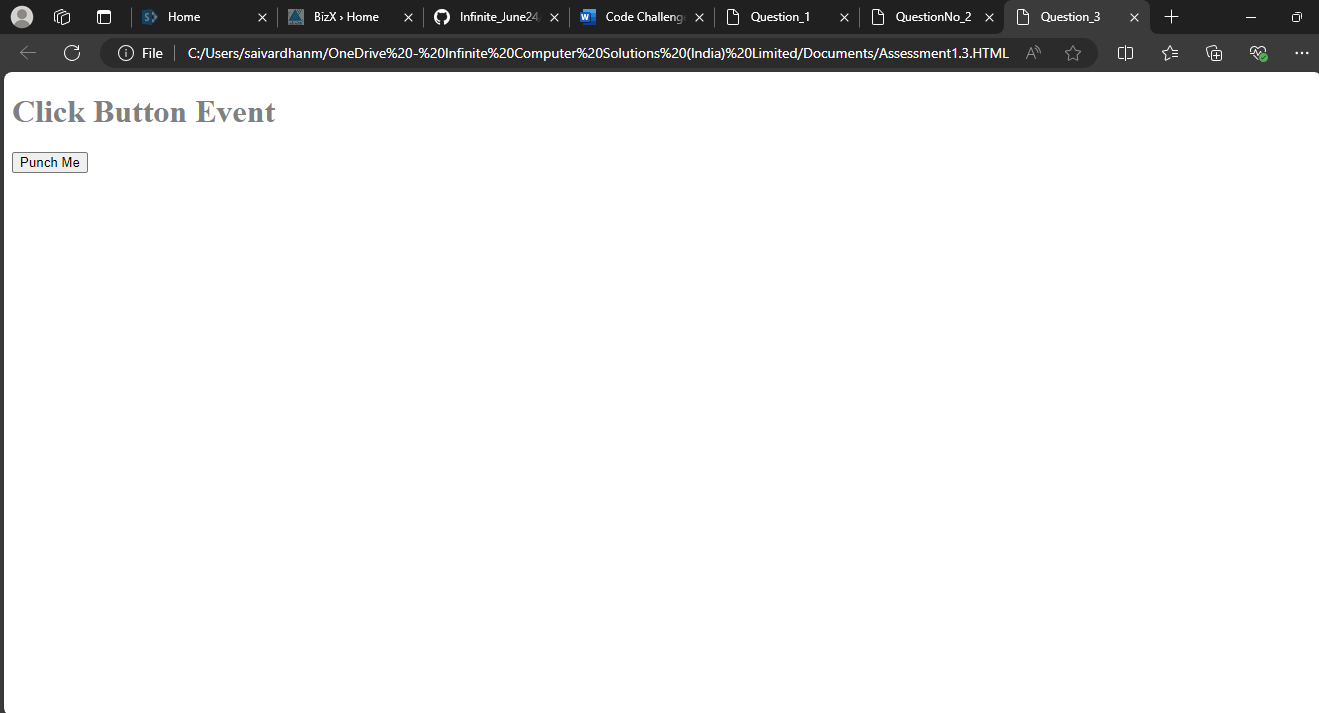 Home
BizX › Home
Infinite_June24
Code Challeng
Question_1
QuestionNo_2
Question_3
File
C:/Users/saivardhanm/OneDrive%20-%20Infinite%20Computer%20Solutions%20(India)%20Limited/Documents/Assessment1.3.HTML
Click Button Event
Punch Me